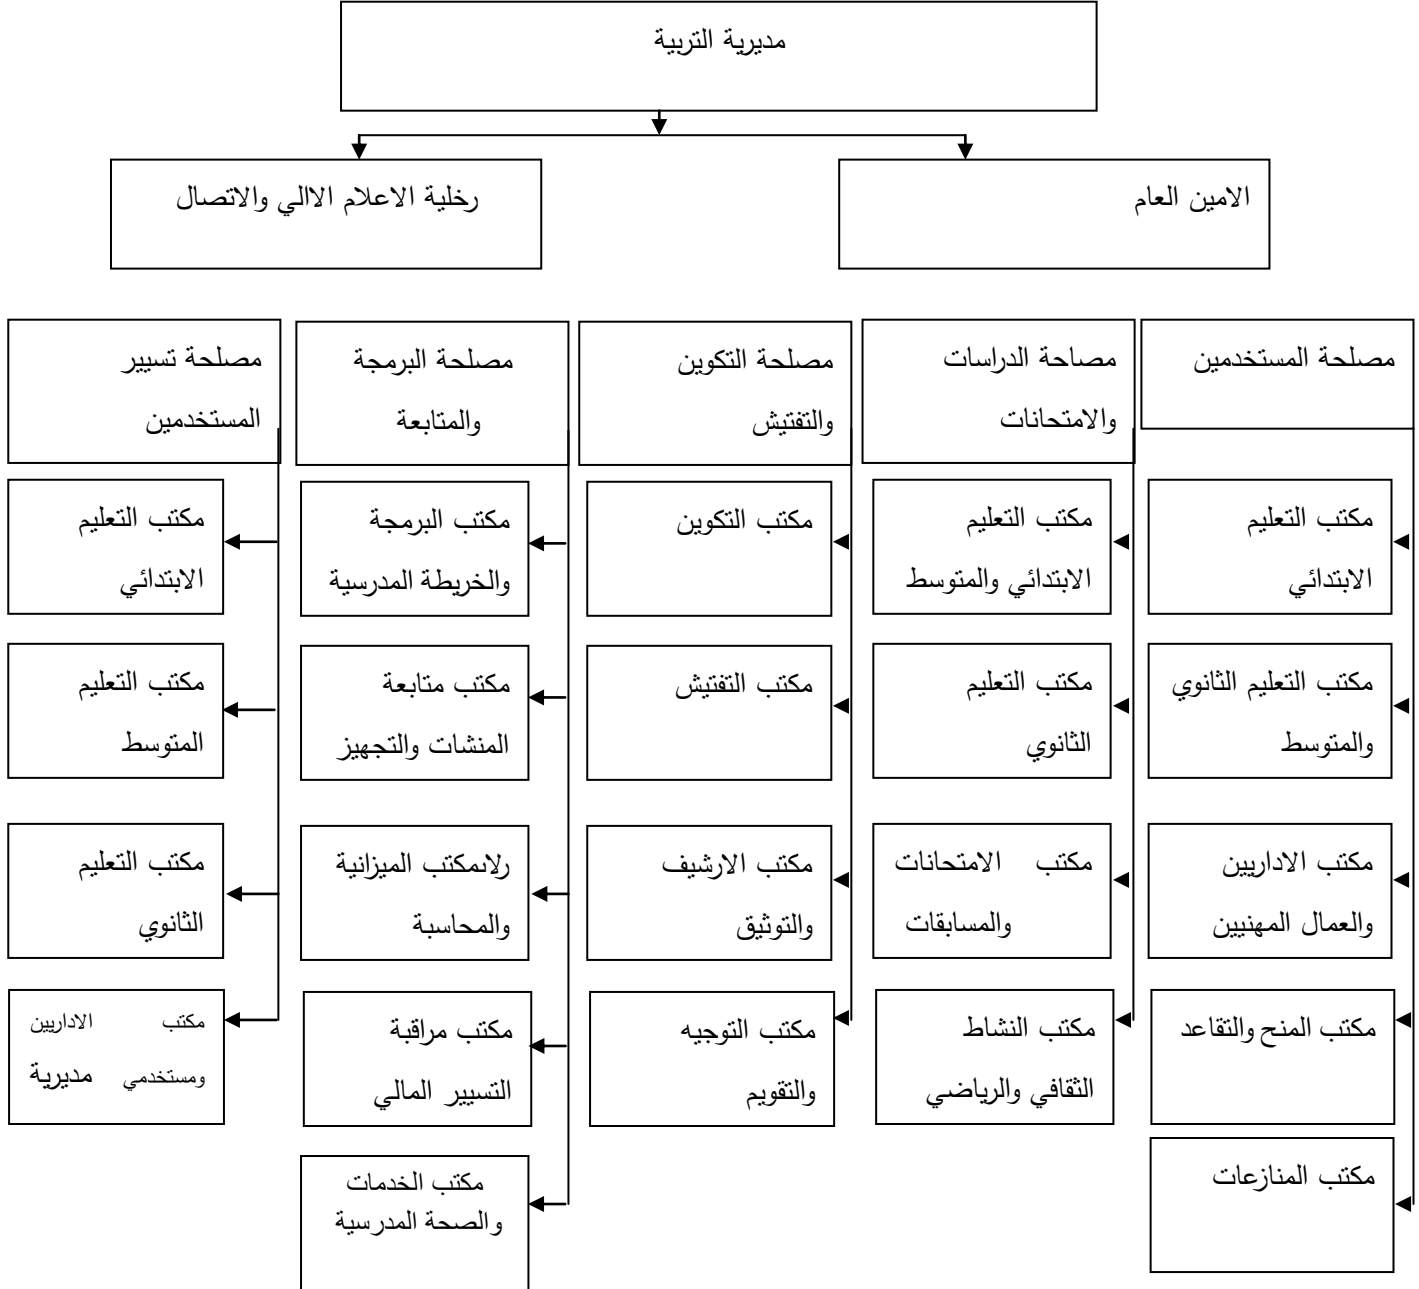 مديرية التربية
الامين العام
رخلية الاعلام الاالي والاتصال
مصلحة المستخدمين
مكتب التعليم
الابتدائي
مكتب التعليم الثانوي
والمتوسط
مكتب الاداريين
والعمال المهنيين
مكتب المنح والتقاعد
مكتب المنازعات
مصاحة الدراسات
والامتحانات
مكتب التعليم
الابتدائي والمتوسط
مكتب التعليم
الثانوي
مكتب الامتحانات
والمسابقات
مكتب النشاط
الثقافي والرياضي
مصلحة التكوين
والتفتيش
مكتب التكوين
مكتب التفتيش
مكتب الارشيف
والتوثيق
مكتب التوجيه
والتقويم
مصلحة البرمجة
والمتابعة
مكتب البرمجة
والخريطة المدرسية
مكتب متابعة
المنشات والتجهيز
الميزانية
والمحاسبة
مكتب مراقبة
التسيير المالي
مكتب الخدمات
والصحة المدرسية
مصلحة تسيير
المستخدمين
مكتب التعليم
الابتدائي
مكتب التعليم
المتوسط
مكتب التعليم
الثانوي
مكتب الاداريين
ومستخدمي مديرية